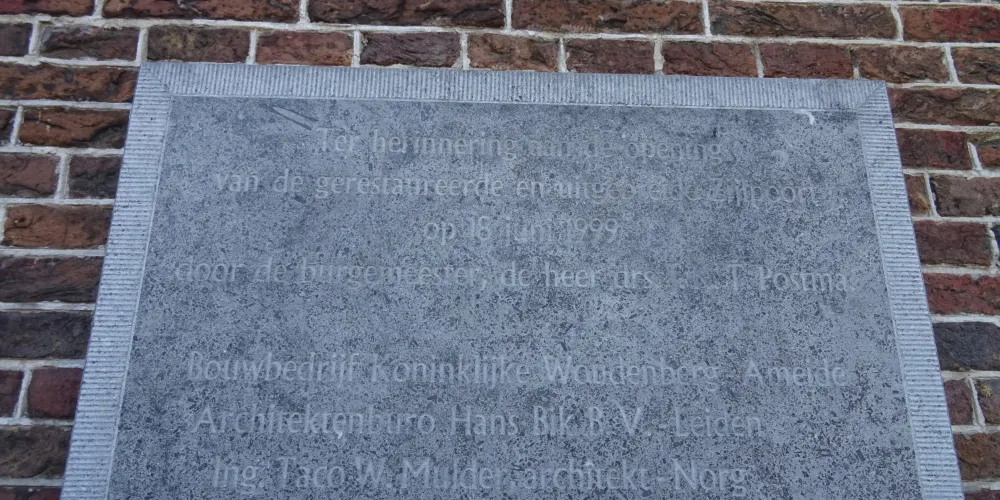 Ter herinnering aan de opening
van de gerestaureerde en uitgebreide Zijlpoort
op 18 juni 1999
door de burgemeester, de heer drs. T. Postma.
Bouwbedrijf Koninklijke Woudenberg, Ameide
Architektenburo Hans Bik B.V. - Leiden
Ing. Taco W. Mulder, architekt - Norg